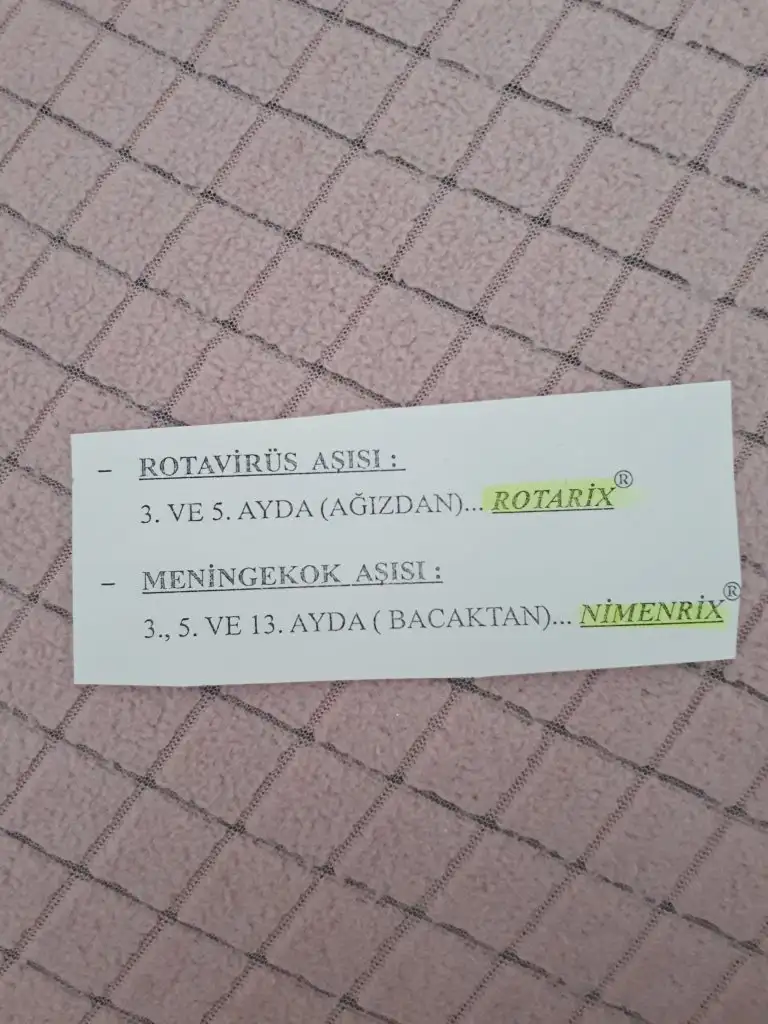 - ROTAVİRÜS AŞISI :
3. VE 5. AYDA (AĞIZDAN)... ROTARİX®
- MENİNGEKOK AŞISI :
3., 5. VE 13. AYDA ( BACAKTAN)... NİMENRİX®